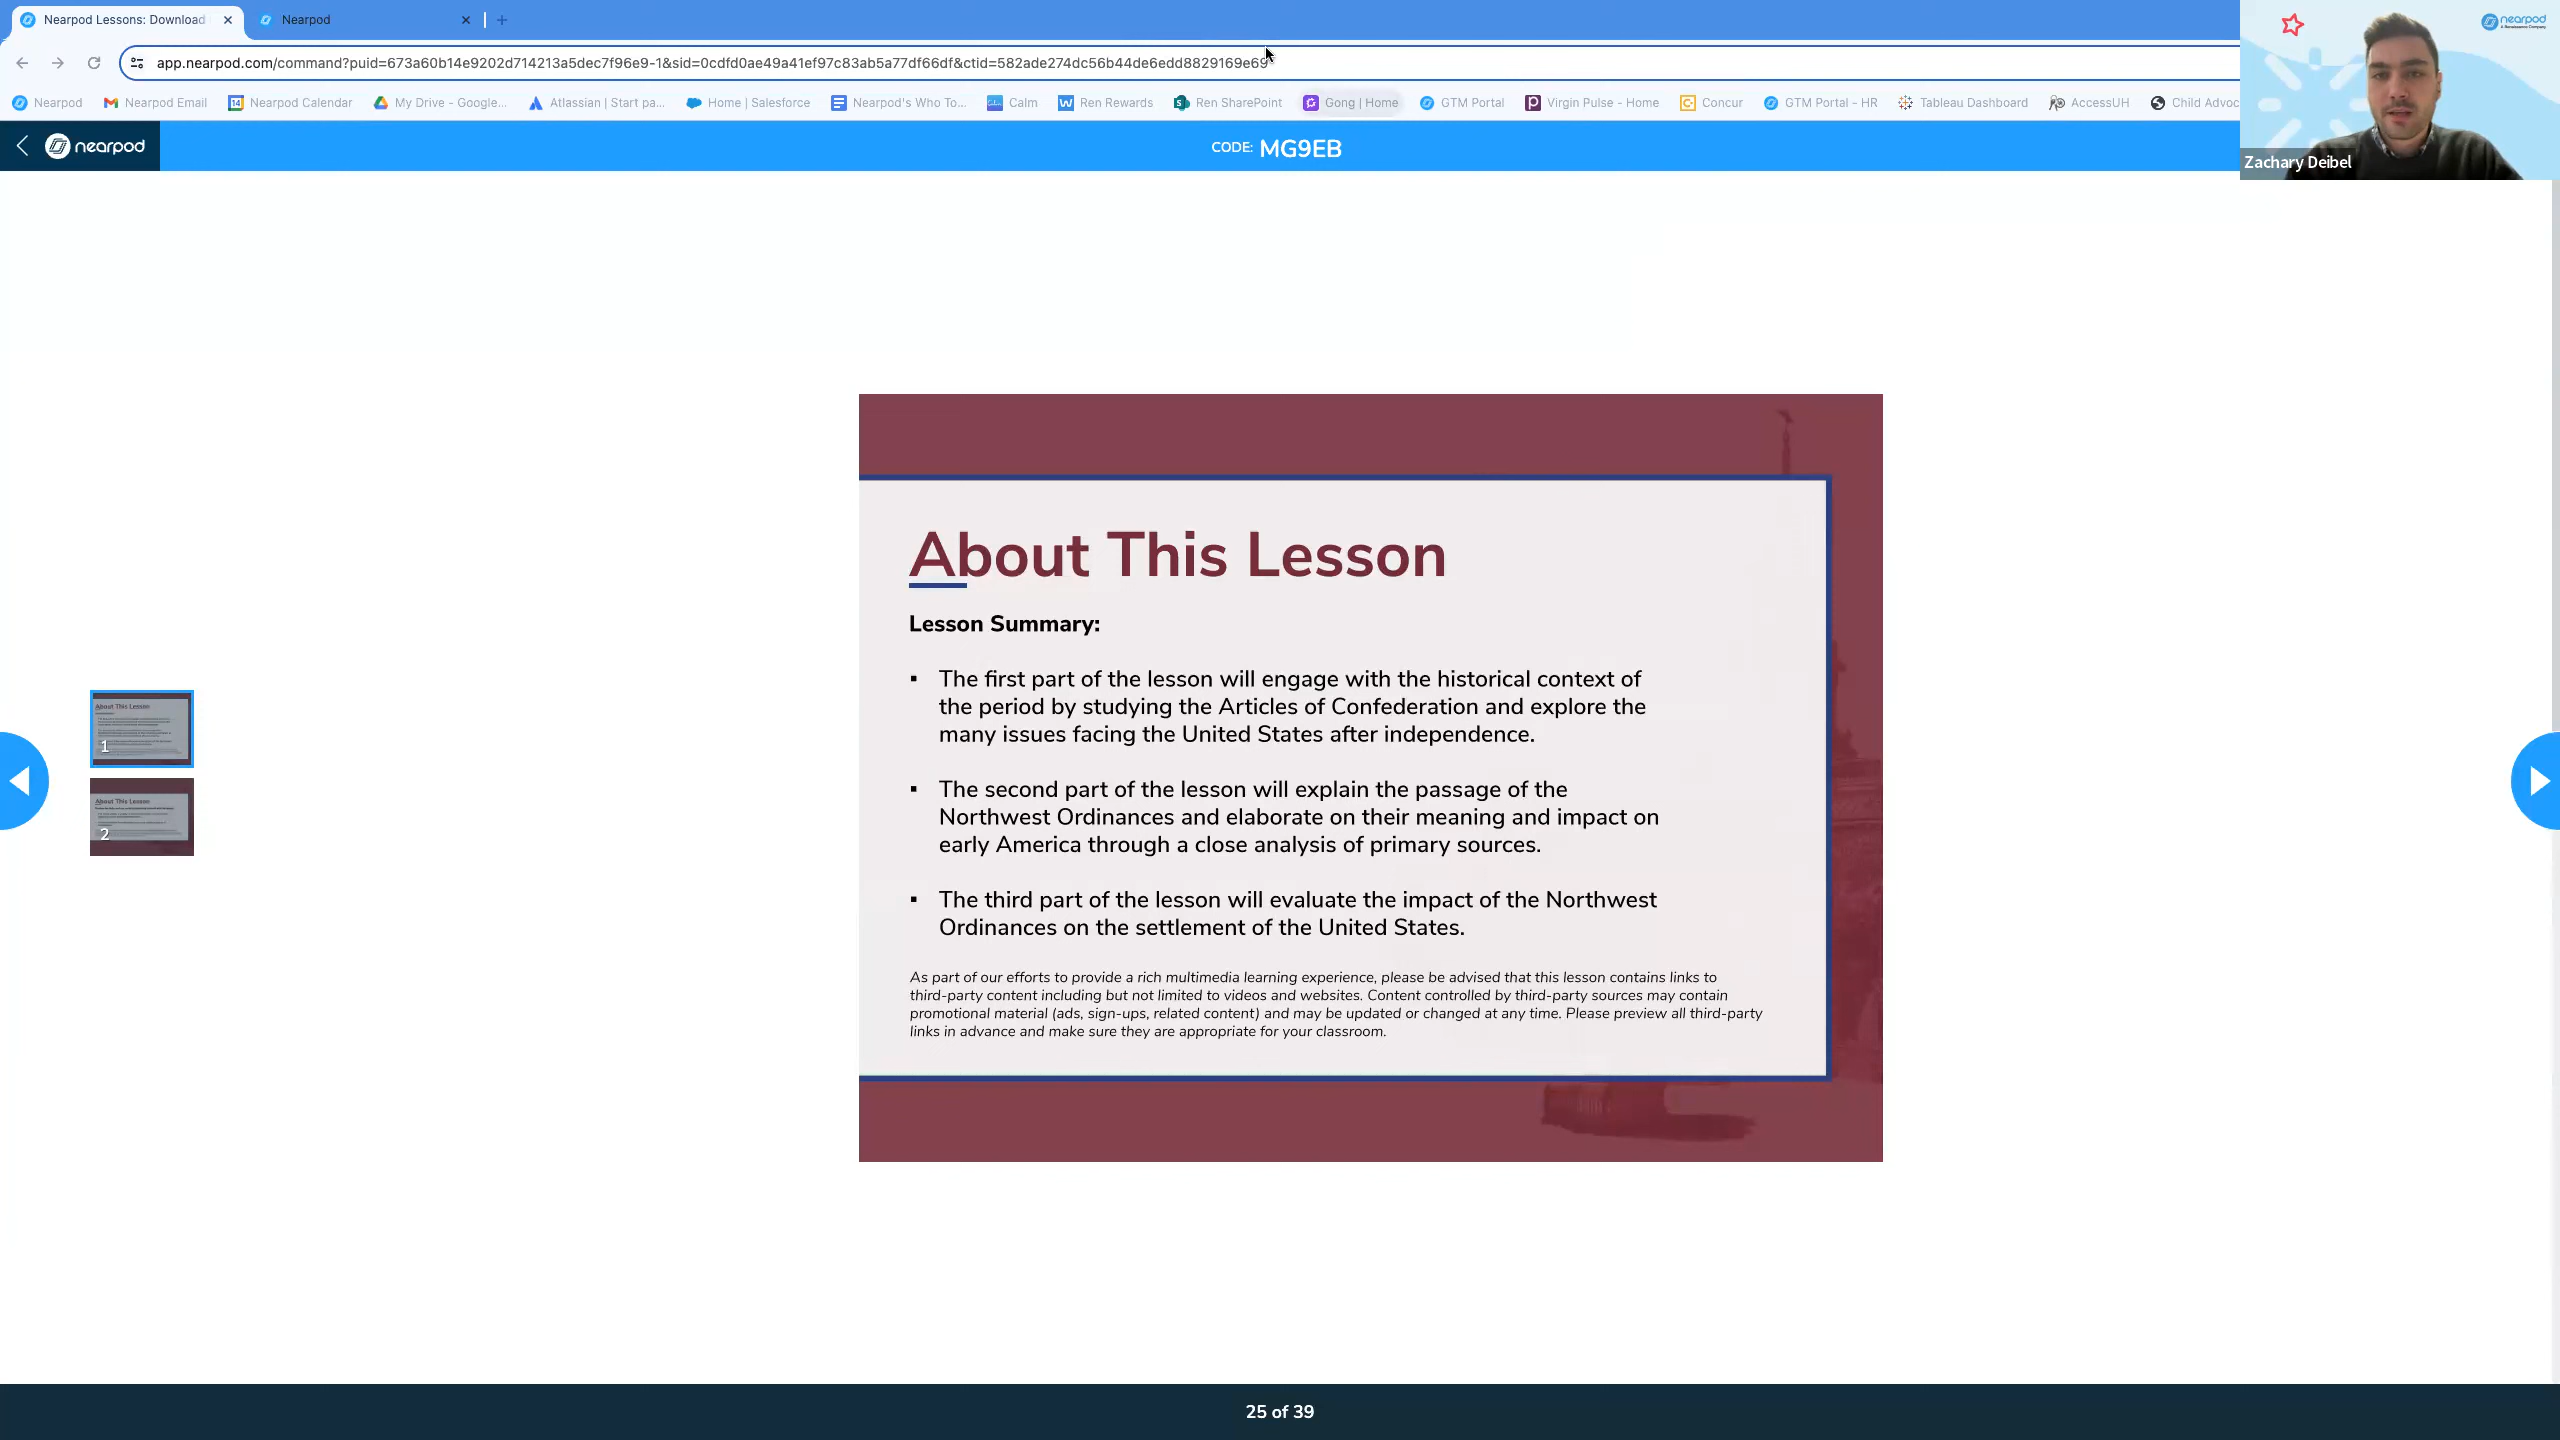 Nearpod Lessons: Download
Nearpod
app.nearpod.com/command?puid=673a60b14e9202d714213a5dec7f96e9-1&sid=0cdfd0ae49a41ef97c83ab5a77df66df&ctid=582ade274dc56b44de6edd8829169e69
Nearpod
Nearpod Email
14
Nearpod Calendar
My Drive - Google...
Atlassian | Start pa...
Home | Salesforce
Nearpod's Who To...
Calm
Ren Rewards
Ren SharePoint
Gong | Home
GTM Portal
Virgin Pulse - Home
Concur
GTM Portal - HR
Tableau Dashboard
AccessUH
Child Advoc
nearpod
CODE: MG9EB
nearpod
Zachary Deibel
About This Lesson
Lesson Summary:
▪ The first part of the lesson will engage with the historical context of
the period by studying the Articles of Confederation and explore the
many issues facing the United States after independence.
▪ The second part of the lesson will explain the passage of the
Northwest Ordinances and elaborate on their meaning and impact on
early America through a close analysis of primary sources.
▪ The third part of the lesson will evaluate the impact of the Northwest
Ordinances on the settlement of the United States.
As part of our efforts to provide a rich multimedia learning experience, please be advised that this lesson contains links to
third-party content including but not limited to videos and websites. Content controlled by third-party sources may contain
promotional material (ads, sign-ups, related content) and may be updated or changed at any time. Please preview all third-party
links in advance and make sure they are appropriate for your classroom.
About This Lesson
1
About This Lesson
2
25 of 39